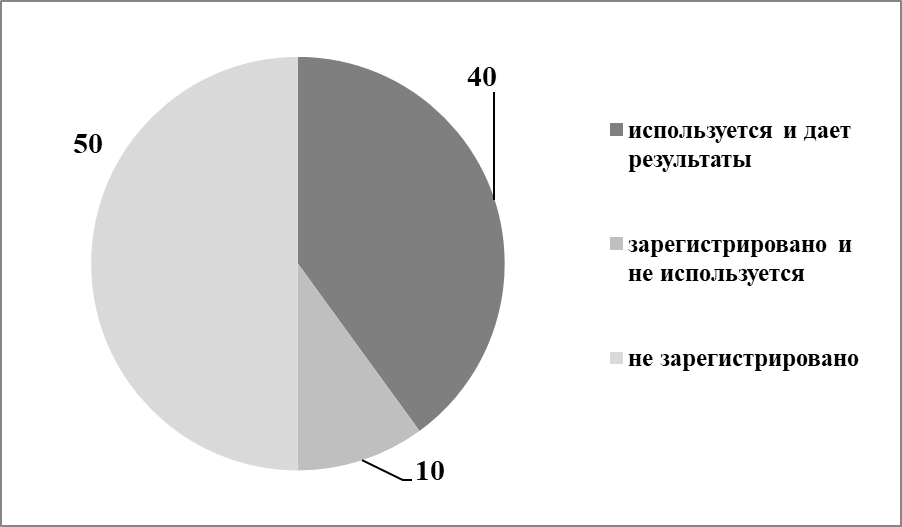 40
50
10
используется и дает
результаты
зарегистрировано и
не используется
не зарегистрировано